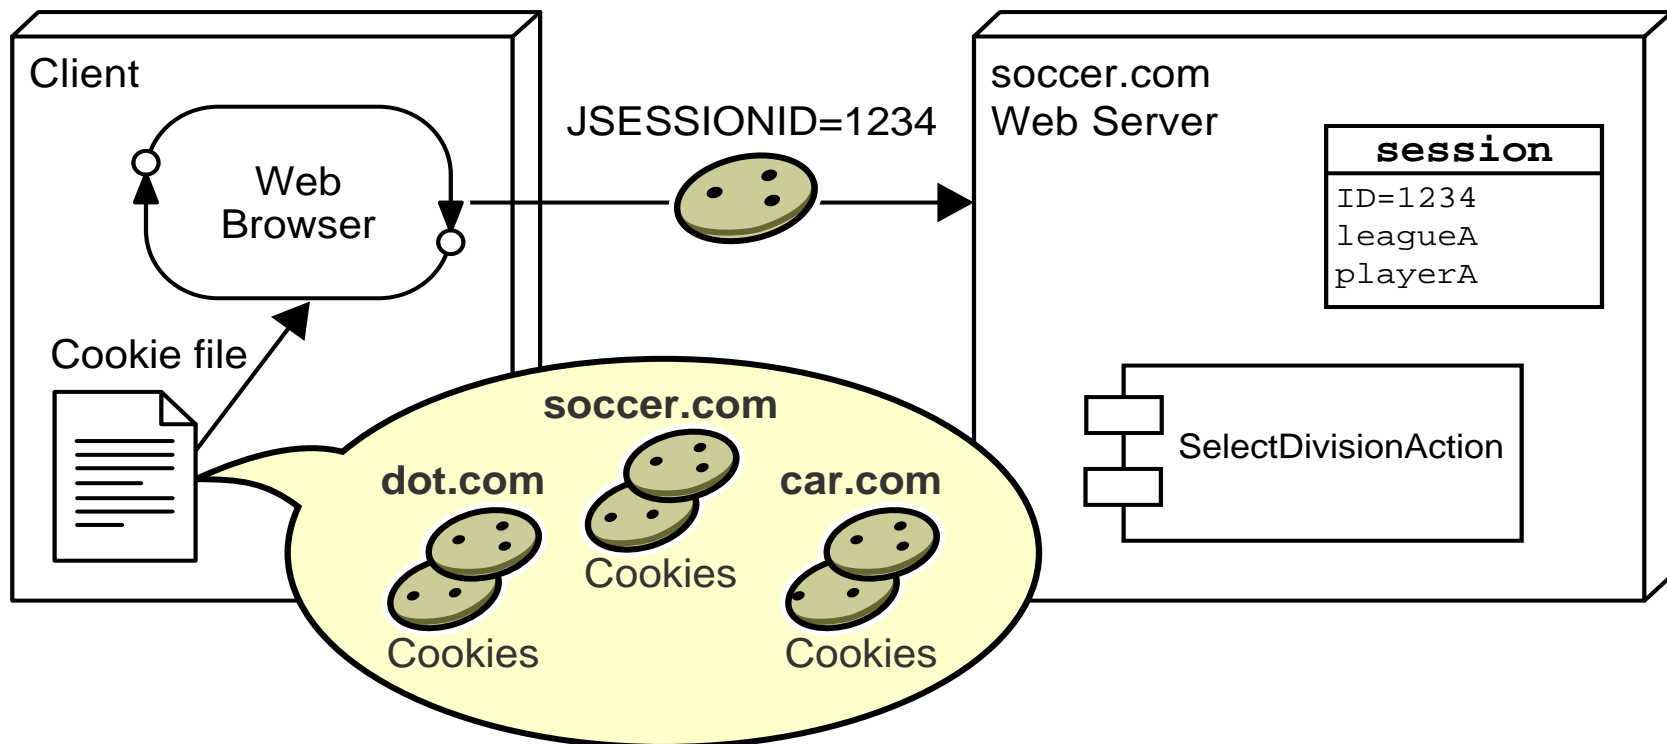 Client
Web
Browser
Cookie file
JSESSIONID=1234
soccer.com
Web Server
session
ID=1234
leagueA
playerA
SelectDivisionAction
soccer.com
Cookies
dot.com
Cookies
car.com
Cookies